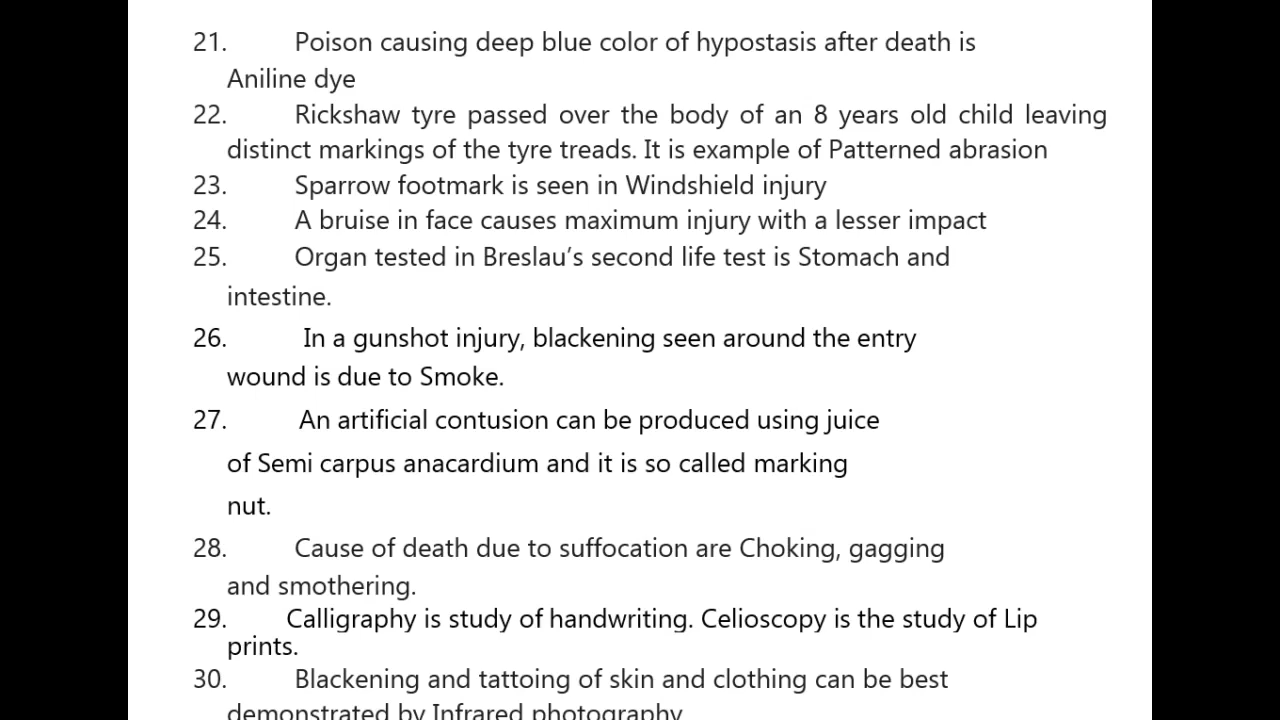 21. Poison causing deep blue color of hypostasis after death is
Aniline dye
22. Rickshaw tyre passed over the body of an 8 years old child leaving
distinct markings of the tyre treads. It is example of Patterned abrasion
23. Sparrow footmark is seen in Windshield injury
24. A bruise in face causes maximum injury with a lesser impact
25. Organ tested in Breslau’s second life test is Stomach and
intestine.
26. In a gunshot injury, blackening seen around the entry
wound is due to Smoke.
27. An artificial contusion can be produced using juice
of Semi carpus anacardium and it is so called marking
nut.
28. Cause of death due to suffocation are Choking, gagging
and smothering.
29. Calligraphy is study of handwriting. Celioscopy is the study of Lip
prints.
30. Blackening and tattoing of skin and clothing can be best
demonstrated by Infrared photography